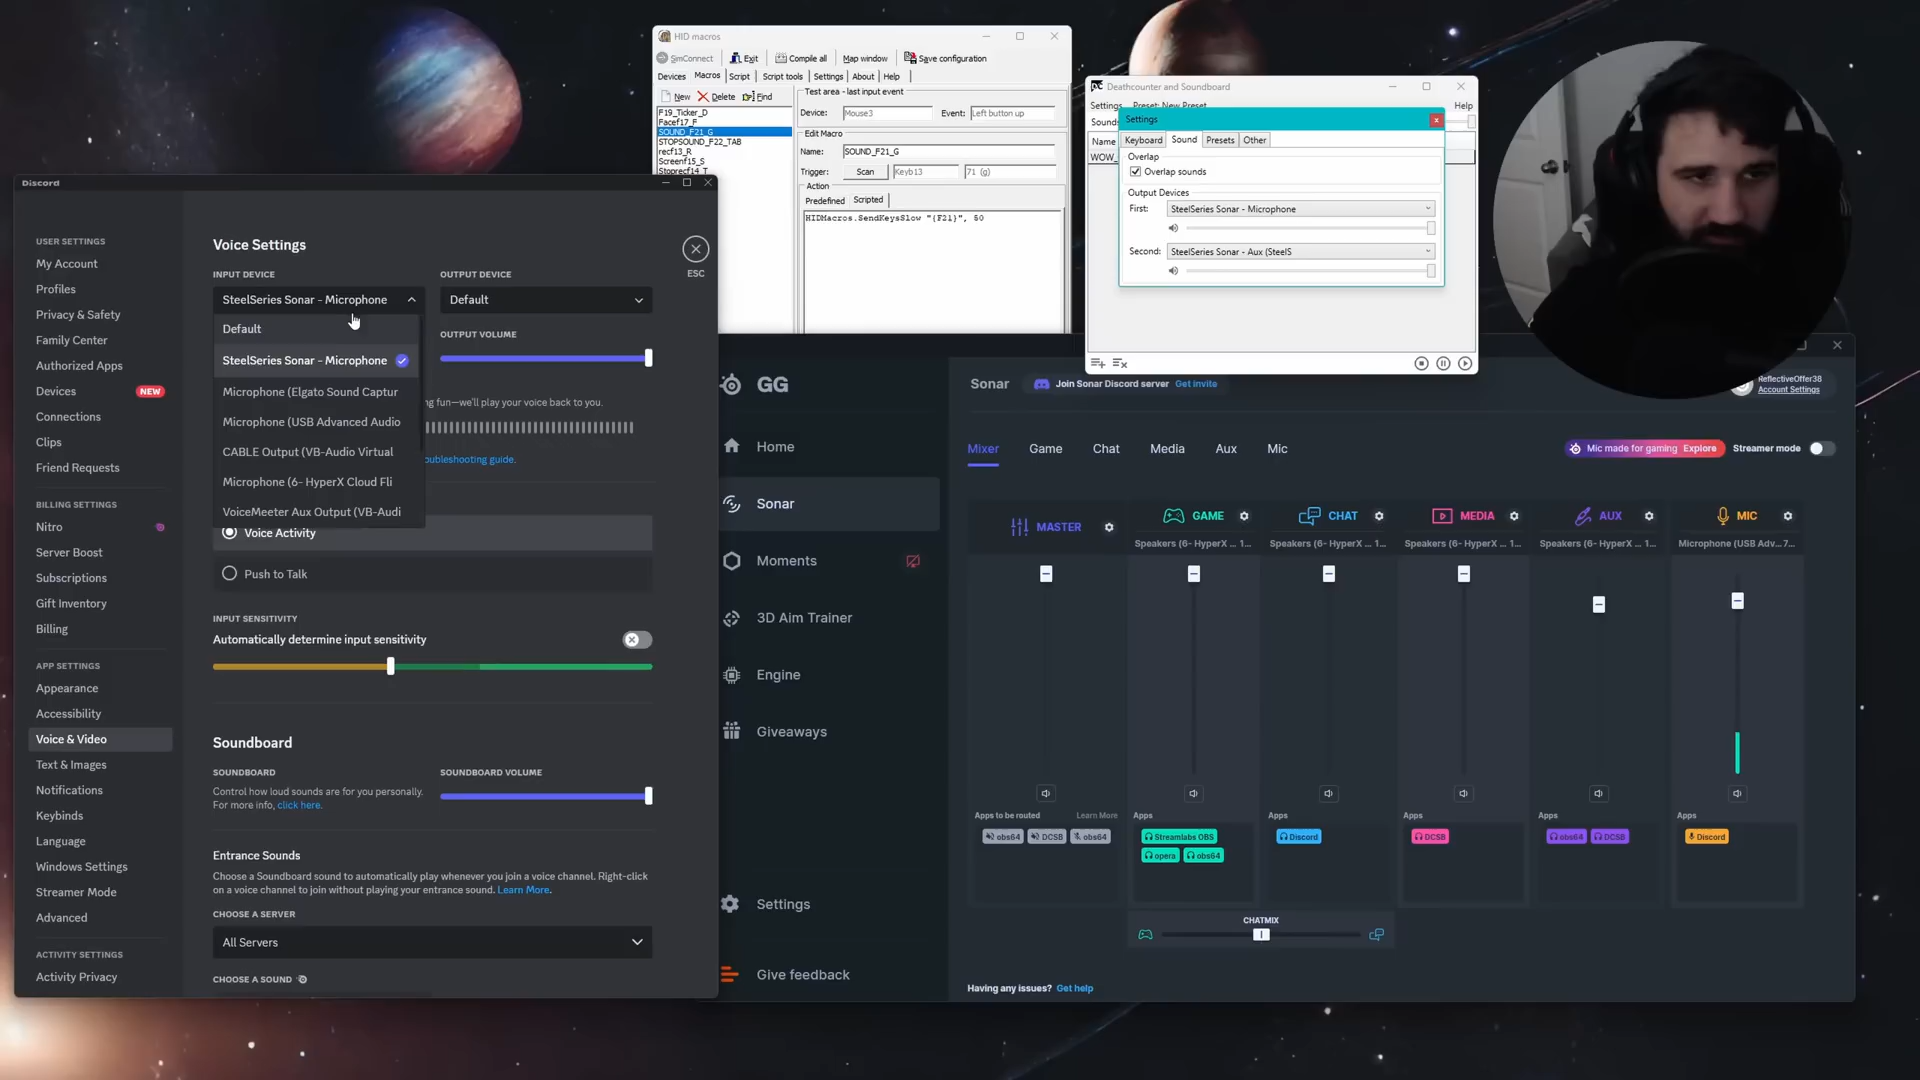 HID macros
SimConnect Exit Compile all Map window Save configuration
Devices Macros Script Script tools Settings About Help
New Delete Find
F19_Ticker_D
Facef17_F
SOUND_F21_G
STOPSOUND_F22_TAB
recf13_R
Screenf15_S
Stoprecf14_T
Test area - last input event
Device: Mouse3 Event: Left button up
Edit Macro
Name: SOUND_F21_G
Trigger: Scan Keyb13 71 (g)
Action
Predefined Scripted
HIDMacros.SendKeysSlow "{F21}", 50
Deathcounter and Soundboard
Settings Preset: New Preset Help
Sound
Name
WOW_
Settings
Keyboard Sound Presets Other
Overlap
Overlap sounds
Output Devices
First: SteelSeries Sonar - Microphone
Second: SteelSeries Sonar - Aux (SteelS
Discord
USER SETTINGS
My Account
Profiles
Privacy & Safety
Family Center
Authorized Apps
Devices NEW
Connections
Clips
Friend Requests
BILLING SETTINGS
Nitro
Server Boost
Subscriptions
Gift Inventory
Billing
APP SETTINGS
Appearance
Accessibility
Voice & Video
Text & Images
Notifications
Keybinds
Language
Windows Settings
Streamer Mode
Advanced
ACTIVITY SETTINGS
Activity Privacy
Voice Settings
ESC
INPUT DEVICE OUTPUT DEVICE
SteelSeries Sonar - Microphone Default
Default
SteelSeries Sonar - Microphone
Microphone (Elgato Sound Captur
Microphone (USB Advanced Audio
CABLE Output (VB-Audio Virtual
Microphone (6- HyperX Cloud Fli
VoiceMeeter Aux Output (VB-Audi
OUTPUT VOLUME
ng fun—we'll play your voice back to you.
oubleshooting guide.
Voice Activity
Push to Talk
INPUT SENSITIVITY
Automatically determine input sensitivity
Soundboard
SOUNDBOARD SOUNDBOARD VOLUME
Control how loud sounds are for you personally.
For more info, click here.
Entrance Sounds
Choose a Soundboard sound to automatically play whenever you join a voice channel. Right-click
on a voice channel to join without playing your entrance sound. Learn More.
CHOOSE A SERVER
All Servers
CHOOSE A SOUND
GG
Home
Sonar
Moments
3D Aim Trainer
Engine
Giveaways
Settings
Give feedback
Sonar Join Sonar Discord server Get invite
ReflectiveOffer38
Account Settings
Mixer Game Chat Media Aux Mic
Mic made for gaming Explore Streamer mode
MASTER GAME CHAT MEDIA AUX MIC
Speakers (6- HyperX ... 1... Speakers (6- HyperX ... 1... Speakers (6- HyperX ... 1... Speakers (6- HyperX ... 1... Microphone (USB Adv...7...
Apps to be routed Learn More Apps Apps Apps Apps Apps
obs64 DCSB obs64 Streamlabs OBS Discord DCSB obs64 DCSB Discord
opera obs64
CHATMIX
Having any issues? Get help